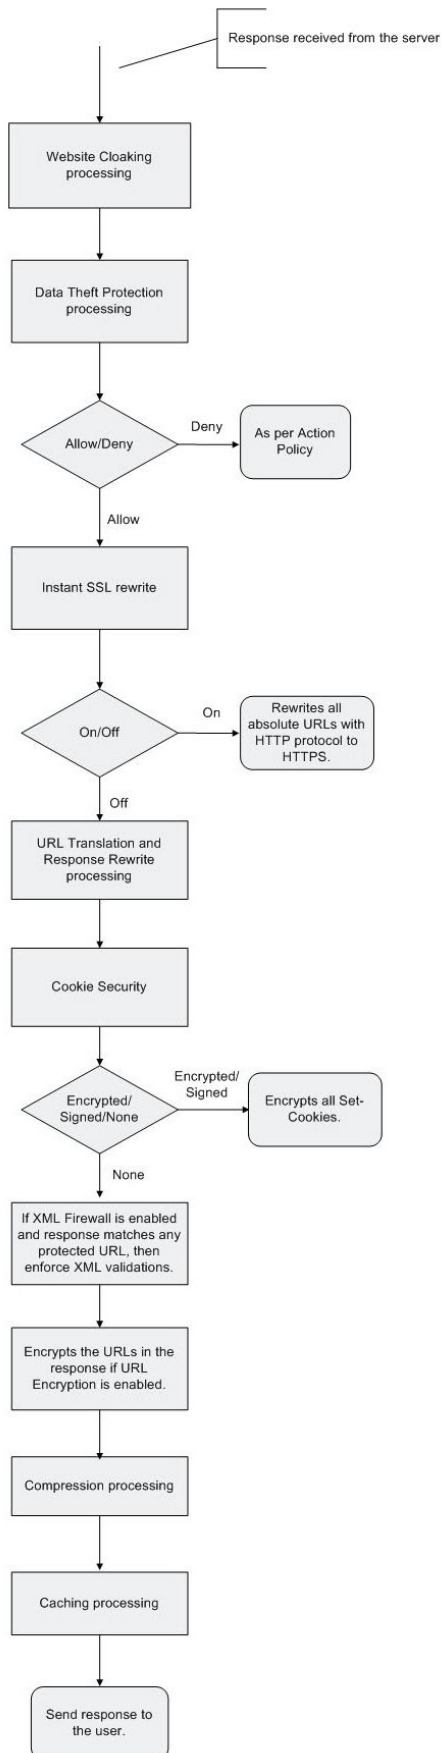 Response received from the server
Website Cloaking
processing
Data Theft Protection
processing
Allow/Deny
Deny
As per Action
Policy
Allow
Instant SSL rewrite
On/Off
On
Rewrites all
absolute URLs with
HTTP protocol to
HTTPS.
Off
URL Translation and
Response Rewrite
processing
Cookie Security
Encrypted/
Signed/None
Encrypted/
Signed
Encrypts all Set-
Cookies.
None
If XML Firewall is enabled
and response matches any
protected URL, then
enforce XML validations.
Encrypts the URLs in the
response if URL
Encryption is enabled.
Compression processing
Caching processing
Send response to
the user.